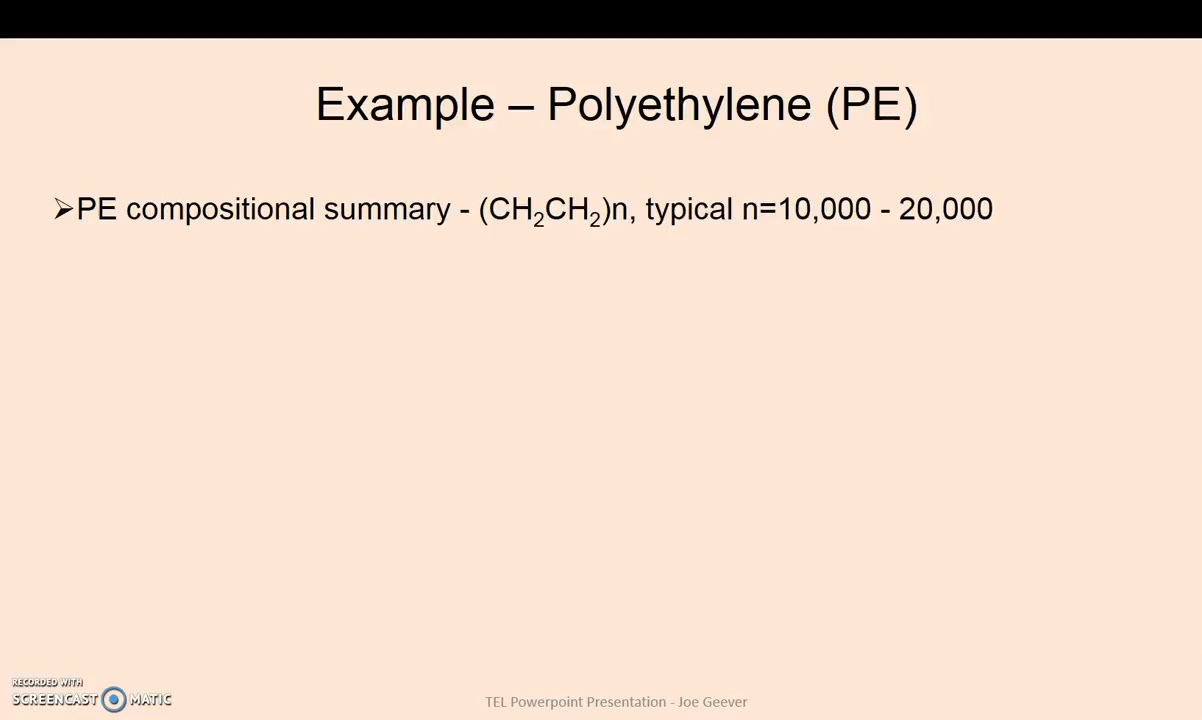 Example – Polyethylene (PE)
➢PE compositional summary - (CH₂CH₂)n, typical n=10,000 - 20,000
RECORDED WITH
SCREENCAST MATIC
TEL Powerpoint Presentation - Joe Geever